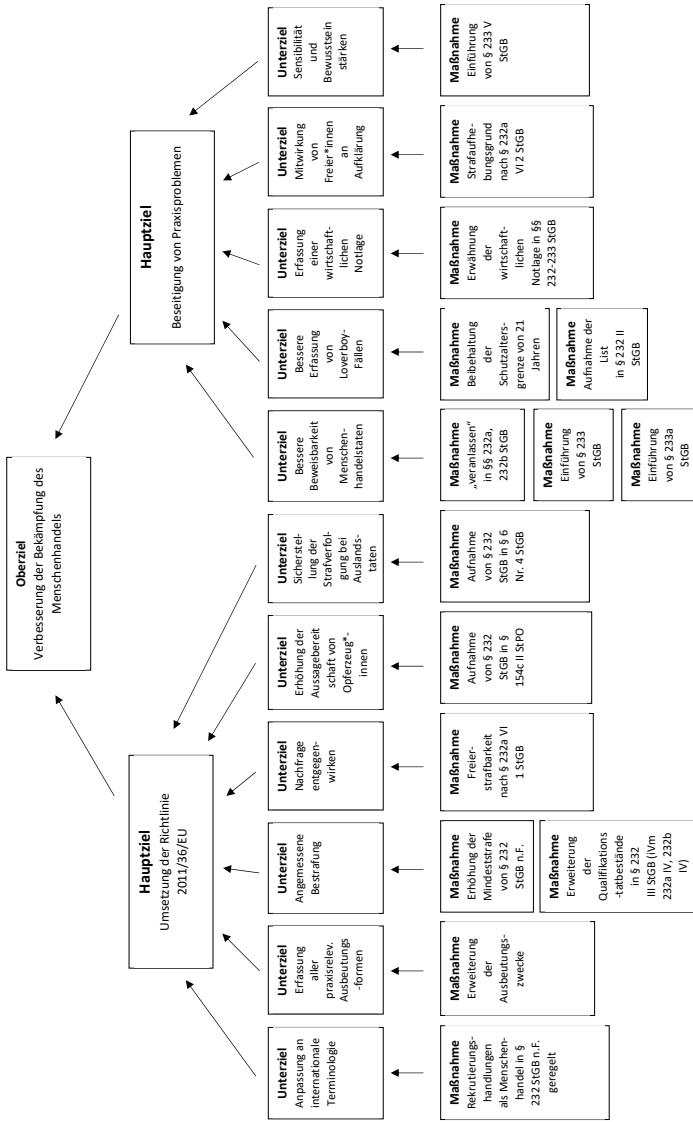 Oberziel
Verbesserung der Bekämpfung des
Menschenhandels
Hauptziel
Umsetzung der Richtlinie
2011/36/EU
Hauptziel
Beseitigung von Praxisproblemen
Unterziel
Anpassung an
internationale
Terminologie
Unterziel
Erfassung
aller
praxisrelev.
Ausbeutungs
-formen
Unterziel
Angemessene
Bestrafung
Unterziel
Nachfrage
entgegen-
wirken
Unterziel
Erhöhung der
Aussagebereit
schaft von
Opferzeug*-
innen
Unterziel
Sicherstel-
lung der
Strafverfol-
gung bei
Auslands-
taten
Unterziel
Bessere
Beweisbarkeit
von
Menschen-
handelstaten
Unterziel
Bessere
Erfassung
von
Loverboy-
Fällen
Unterziel
Erfassung
einer
wirtschaft-
lichen
Notlage
Unterziel
Mitwirkung
von
Freier*innen
an
Aufklärung
Unterziel
Sensibilität
und
Bewusstsein
stärken
Maßnahme
Rekrutierungs-
handlungen
als Menschen-
handel in §
232 StGB n.F.
geregelt
Maßnahme
Erweiterung
der
Ausbeutungs-
zwecke
Maßnahme
Erhöhung der
Mindeststrafe
von § 232
StGB n.F.
Maßnahme
Erweiterung
der
Qualifikations
-tatbestände
in § 232
III StGB (iVm
232a IV, 232b
IV)
Maßnahme
Freier-
strafbarkeit
nach § 232a VI
1 StGB
Maßnahme
Aufnahme
von § 232
StGB in §
154c II StPO
Maßnahme
Aufnahme
von § 232
StGB in § 6
Nr. 4 StGB
Maßnahme
„veranlassen“
in §§ 232a,
232b StGB
Maßnahme
Einführung
von § 233
StGB
Maßnahme
Einführung
von § 233a
StGB
Maßnahme
Beibehaltung
der
Schutzalters-
grenze von 21
Jahren
Maßnahme
Aufnahme der
List
in § 232 II
StGB
Maßnahme
Erwähnung
der
wirtschaft-
lichen
Notlage in §§
232-233 StGB
Maßnahme
Strafaufhe-
bungsgrund
nach § 232a
VI 2 StGB
Maßnahme
Einführung
von § 233 V
StGB